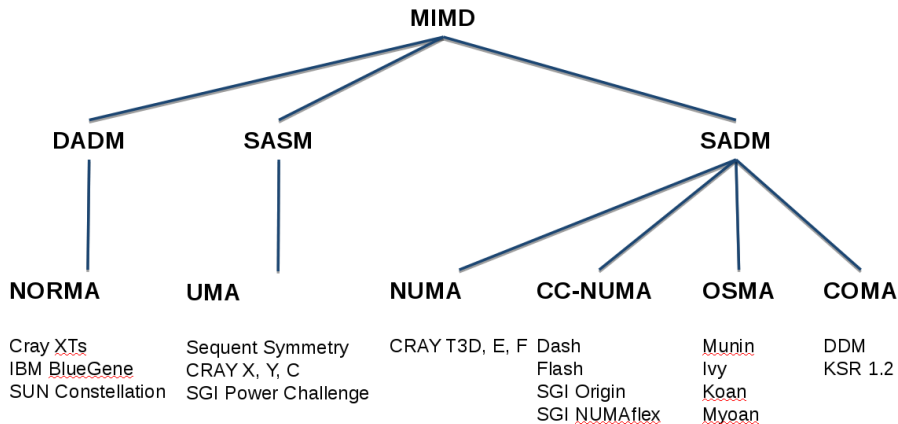 MIMD
DADM SASM SADM
NORMA UMA NUMA CC-NUMA OSMA COMA
Cray XTs Sequent Symmetry CRAY T3D, E, F Dash Munin DDM
IBM BlueGene CRAY X, Y, C Flash Ivy KSR 1.2
SUN Constellation SGI Power Challenge SGI Origin Koan
SGI NUMAflex Myoan